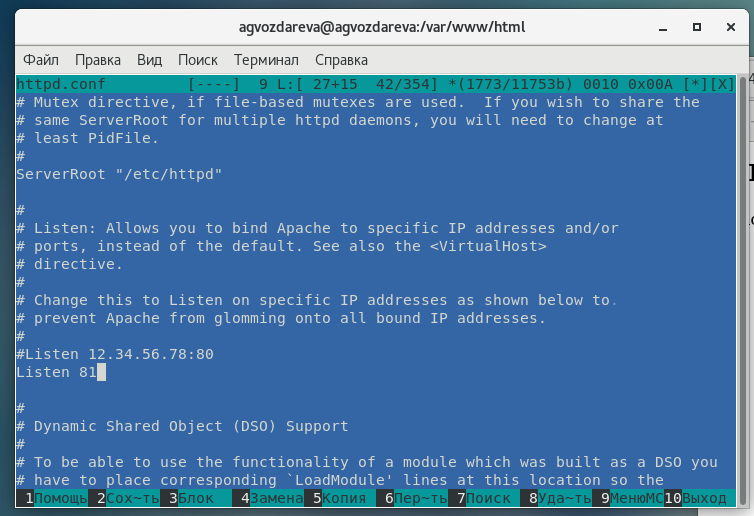 agvozdareva@agvozdareva:/var/www/html
Файл Правка Вид Поиск Терминал Справка
httpd.conf [----] 9 L:[ 27+15 42/354] *(1773/11753b) 0010 0x00A [*][X]
# Mutex directive, if file-based mutexes are used. If you wish to share the
# same ServerRoot for multiple httpd daemons, you will need to change at
# least PidFile.
#
ServerRoot "/etc/httpd"
#
# Listen: Allows you to bind Apache to specific IP addresses and/or
# ports, instead of the default. See also the <VirtualHost>
# directive.
#
# Change this to Listen on specific IP addresses as shown below to.
# prevent Apache from glomming onto all bound IP addresses.
#
#Listen 12.34.56.78:80
Listen 81
#
# Dynamic Shared Object (DSO) Support
#
# To be able to use the functionality of a module which was built as a DSO you
# have to place corresponding `LoadModule' lines at this location so the
1Помощь 2Сох~ть 3Блок 4Замена 5Копия 6Пер~ть 7Поиск 8Уда~ть 9МенюMC 10Выход